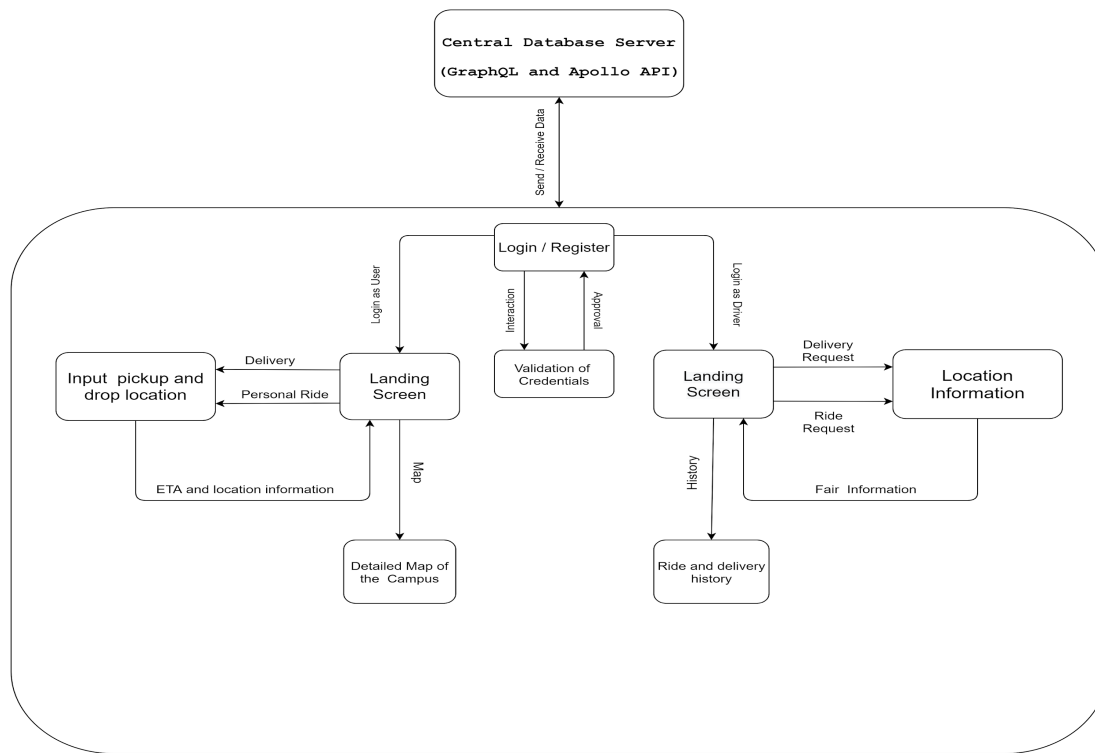 Central Database Server
(GraphQL and Apollo API)
Send / Receive Data
Login / Register
Login as User
Interaction
Approval
Login as Driver
Validation of
Credentials
Input pickup and
drop location
Delivery
Personal Ride
Landing
Screen
ETA and location information
Map
Detailed Map of
the Campus
Landing
Screen
Delivery
Request
Ride
Request
Location
Information
Fair Information
History
Ride and delivery
history